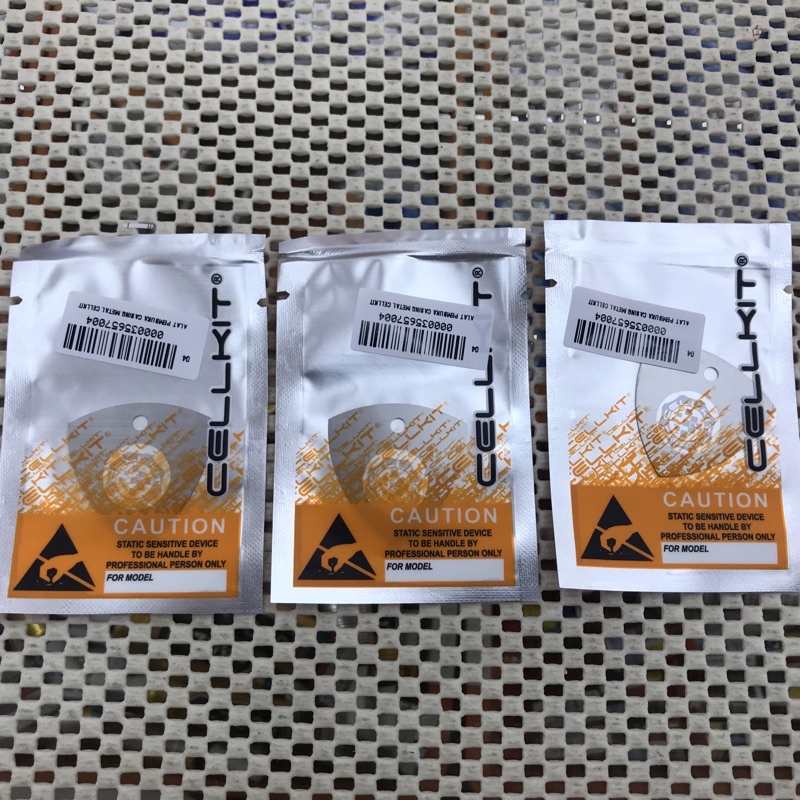 ALAT PEMBUKA CASING METAL CELLKIT
0000356657004
04
CELLKIT®
CAUTION
STATIC SENSITIVE DEVICE
TO BE HANDLE BY
PROFESSIONAL PERSON ONLY
FOR MODEL
ALAT PEMBUKA CASING METAL CELLKIT
0000356657004
04
CELLKIT®
CAUTION
STATIC SENSITIVE DEVICE
TO BE HANDLE BY
PROFESSIONAL PERSON ONLY
FOR MODEL
ALAT PEMBUKA CASING METAL CELLKIT
0000356657004
04
CELLKIT®
CAUTION
STATIC SENSITIVE DEVICE
TO BE HANDLE BY
PROFESSIONAL PERSON ONLY
FOR MODEL